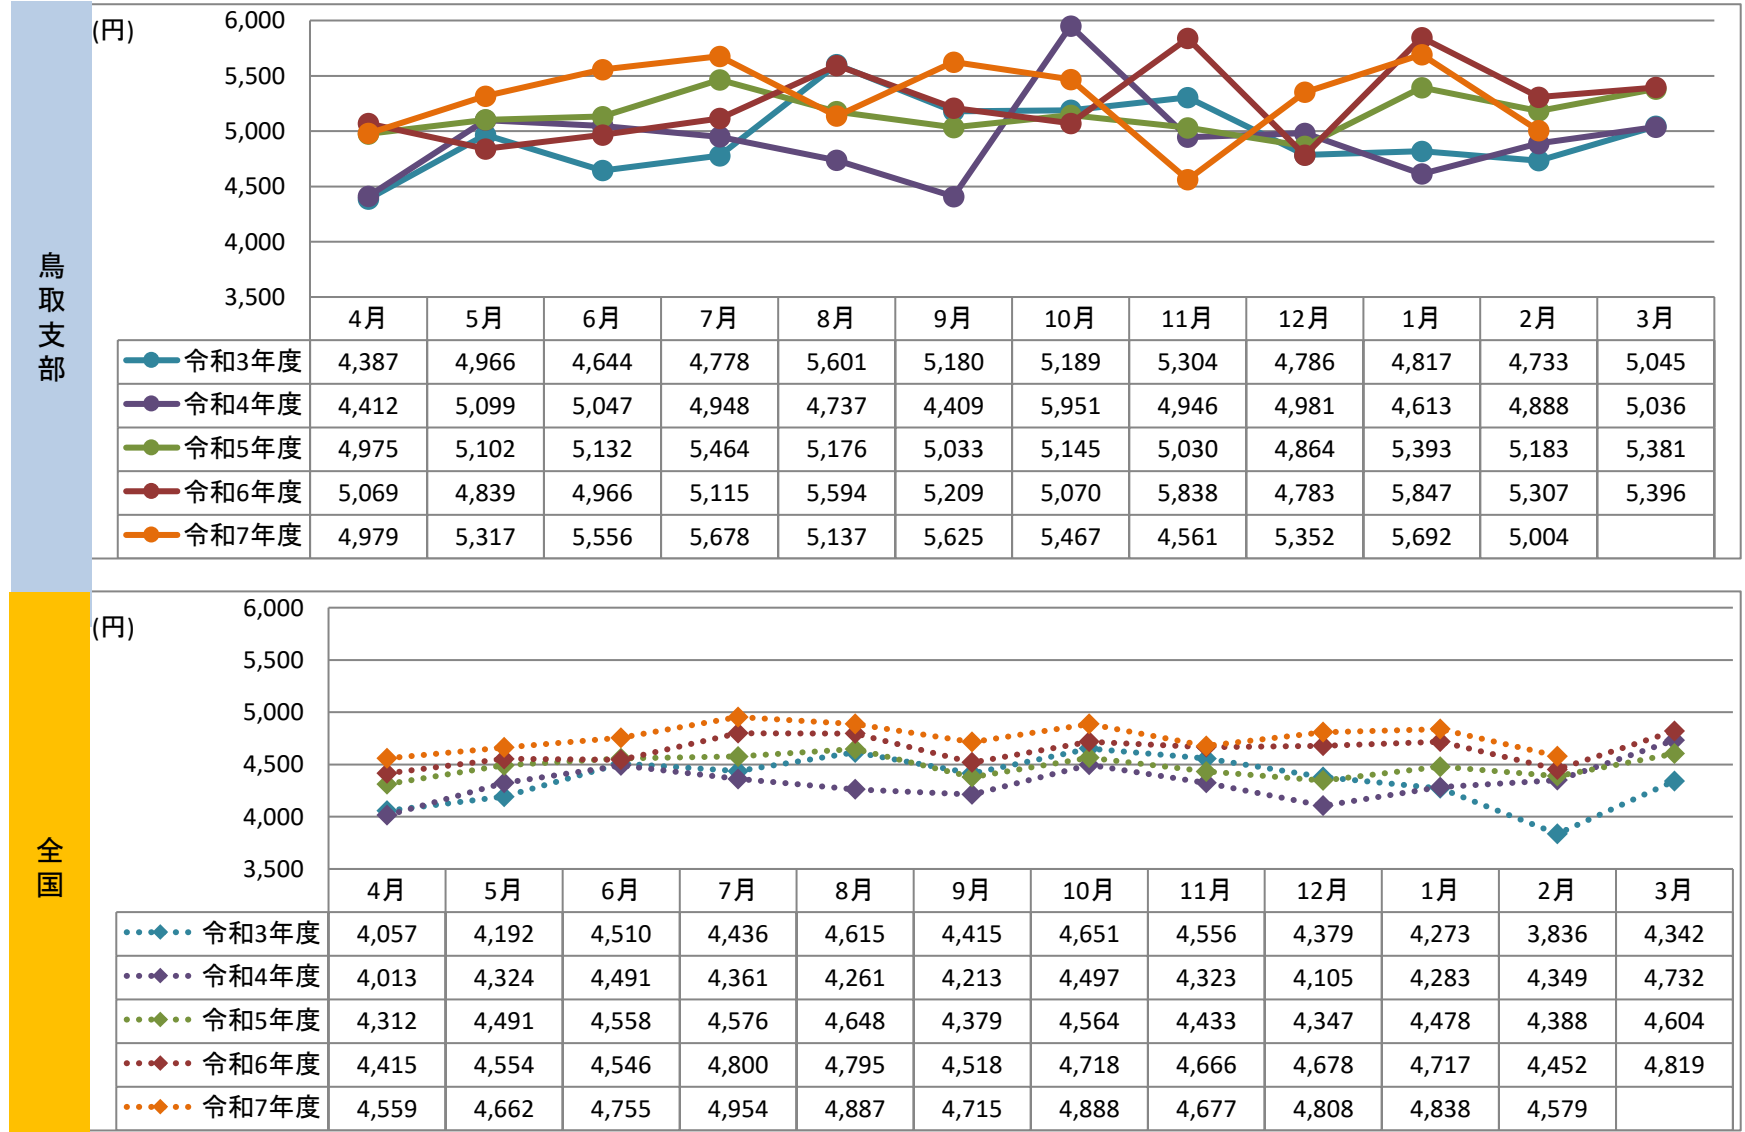 鳥取支部
(円)
6,000
5,500
5,000
4,500
4,000
3,500
4月 5月 6月 7月 8月 9月 10月 11月 12月 1月 2月 3月
令和3年度 4,387 4,966 4,644 4,778 5,601 5,180 5,189 5,304 4,786 4,817 4,733 5,045
令和4年度 4,412 5,099 5,047 4,948 4,737 4,409 5,951 4,946 4,981 4,613 4,888 5,036
令和5年度 4,975 5,102 5,132 5,464 5,176 5,033 5,145 5,030 4,864 5,393 5,183 5,381
令和6年度 5,069 4,839 4,966 5,115 5,594 5,209 5,070 5,838 4,783 5,847 5,307 5,396
令和7年度 4,979 5,317 5,556 5,678 5,137 5,625 5,467 4,561 5,352 5,692 5,004
全国
(円)
6,000
5,500
5,000
4,500
4,000
3,500
4月 5月 6月 7月 8月 9月 10月 11月 12月 1月 2月 3月
令和3年度 4,057 4,192 4,510 4,436 4,615 4,415 4,651 4,556 4,379 4,273 3,836 4,342
令和4年度 4,013 4,324 4,491 4,361 4,261 4,213 4,497 4,323 4,105 4,283 4,349 4,732
令和5年度 4,312 4,491 4,558 4,576 4,648 4,379 4,564 4,433 4,347 4,478 4,388 4,604
令和6年度 4,415 4,554 4,546 4,800 4,795 4,518 4,718 4,666 4,678 4,717 4,452 4,819
令和7年度 4,559 4,662 4,755 4,954 4,887 4,715 4,888 4,677 4,808 4,838 4,579